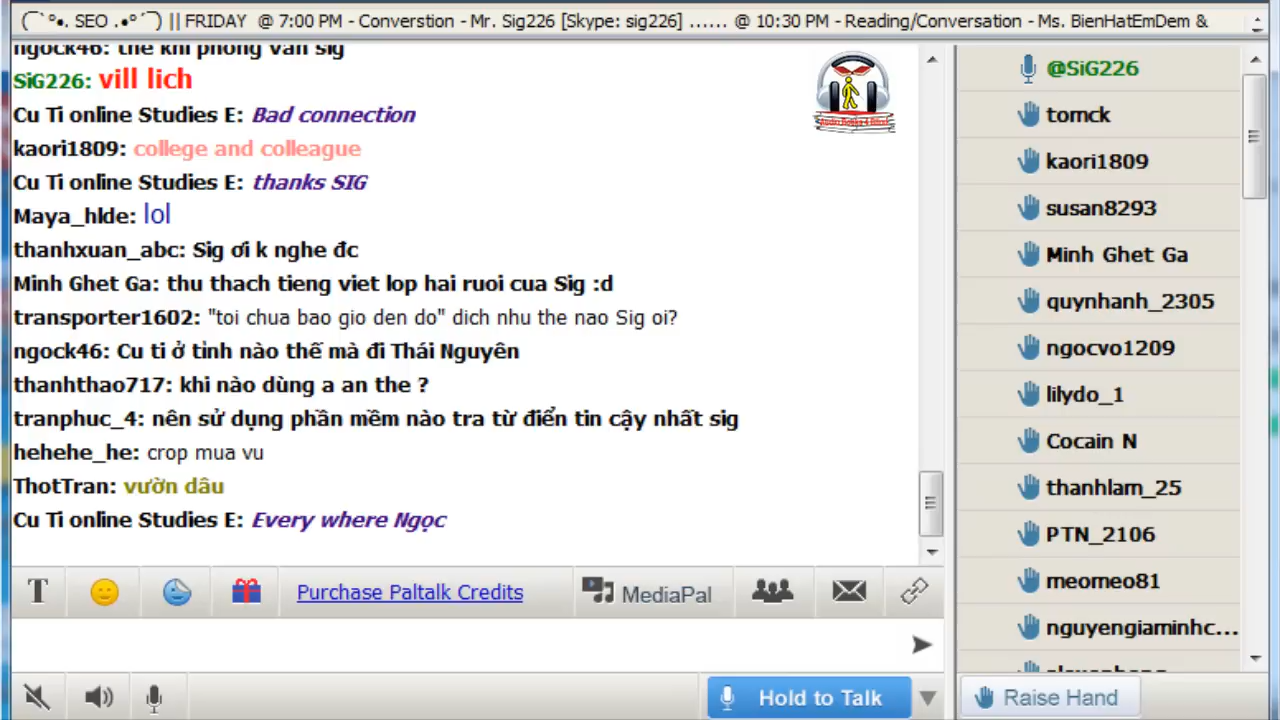 (¯`°•. SEO .•°´¯) || FRIDAY @ 7:00 PM - Converstion - Mr. Sig226 [Skype: sig226] ...... @ 10:30 PM - Reading/Conversation - Ms. BienHatEmDem &
ngock46: the khi phong van sig
SiG226: vill lich
Cu Ti online Studies E: Bad connection
kaori1809: college and colleague
Cu Ti online Studies E: thanks SIG
Maya_hlde: lol
thanhxuan_abc: Sig ơi k nghe đc
Minh Ghet Ga: thu thach tieng viet lop hai ruoi cua Sig :d
transporter1602: "toi chua bao gio den do" dich nhu the nao Sig oi?
ngock46: Cu ti ở tỉnh nào thế mà đi Thái Nguyên
thanhthao717: khi nào dùng a an the ?
tranphuc_4: nên sử dụng phần mềm nào tra từ điển tin cậy nhất sig
hehehe_he: crop mua vu
ThotTran: vườn dâu
Cu Ti online Studies E: Every where Ngọc
T
Purchase Paltalk Credits
MediaPal
Hold to Talk
@SiG226
tomck
kaori1809
susan8293
Minh Ghet Ga
quynhanh_2305
ngocvo1209
lilydo_1
Cocain N
thanhlam_25
PTN_2106
meomeo81
nguyengiaminhc...
Raise Hand